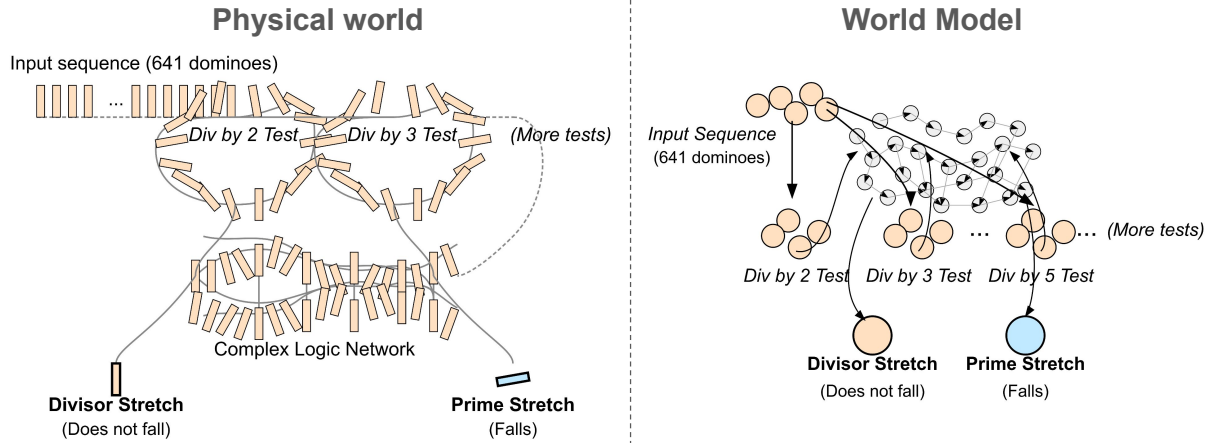 Physical world
Input sequence (641 dominoes)
...
Div by 2 Test
Div by 3 Test
(More tests)
Complex Logic Network
Divisor Stretch
(Does not fall)
Prime Stretch
(Falls)
World Model
Input Sequence
(641 dominoes)
... 
... (More tests)
Div by 2 Test
Div by 3 Test
Div by 5 Test
Divisor Stretch
(Does not fall)
Prime Stretch
(Falls)